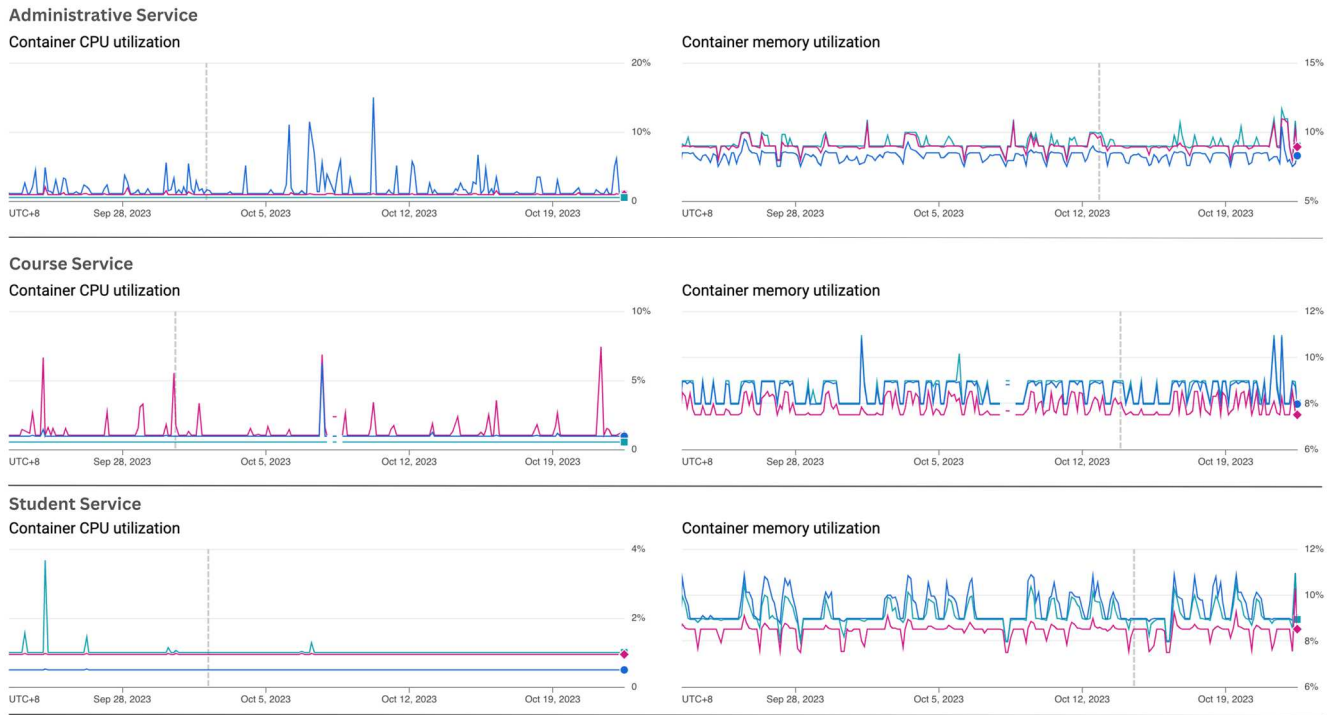 Administrative Service
Container CPU utilization
20%
10%
0
UTC+8 Sep 28, 2023 Oct 5, 2023 Oct 12, 2023 Oct 19, 2023
Container memory utilization
15%
10%
5%
UTC+8 Sep 28, 2023 Oct 5, 2023 Oct 12, 2023 Oct 19, 2023
Course Service
Container CPU utilization
10%
5%
0
UTC+8 Sep 28, 2023 Oct 5, 2023 Oct 12, 2023 Oct 19, 2023
Container memory utilization
12%
10%
8%
6%
UTC+8 Sep 28, 2023 Oct 5, 2023 Oct 12, 2023 Oct 19, 2023
Student Service
Container CPU utilization
4%
2%
0
UTC+8 Sep 28, 2023 Oct 5, 2023 Oct 12, 2023 Oct 19, 2023
Container memory utilization
12%
10%
8%
6%
UTC+8 Sep 28, 2023 Oct 5, 2023 Oct 12, 2023 Oct 19, 2023